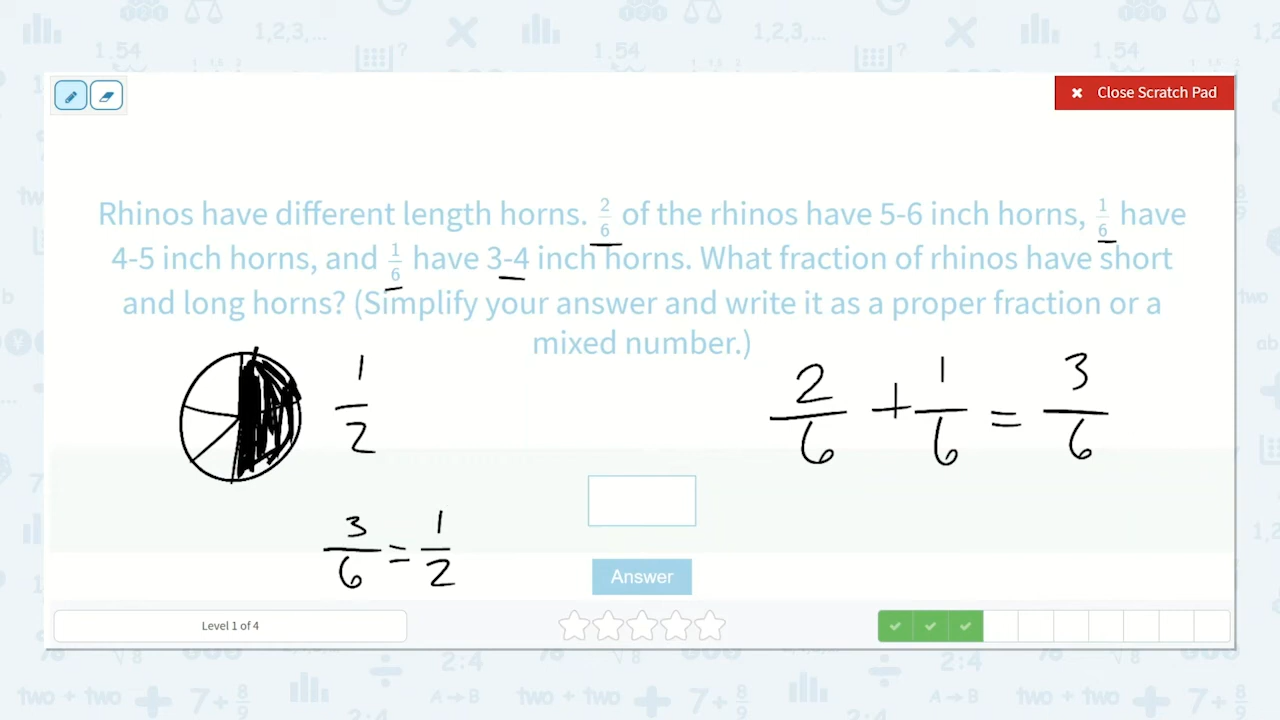 Close Scratch Pad
Rhinos have different length horns. 2/6 of the rhinos have 5-6 inch horns, 1/6 have
4-5 inch horns, and 1/6 have 3-4 inch horns. What fraction of rhinos have short
and long horns? (Simplify your answer and write it as a proper fraction or a
mixed number.)
1/2
2/6 + 1/6 = 3/6
3/6 = 1/2
Answer
Level 1 of 4